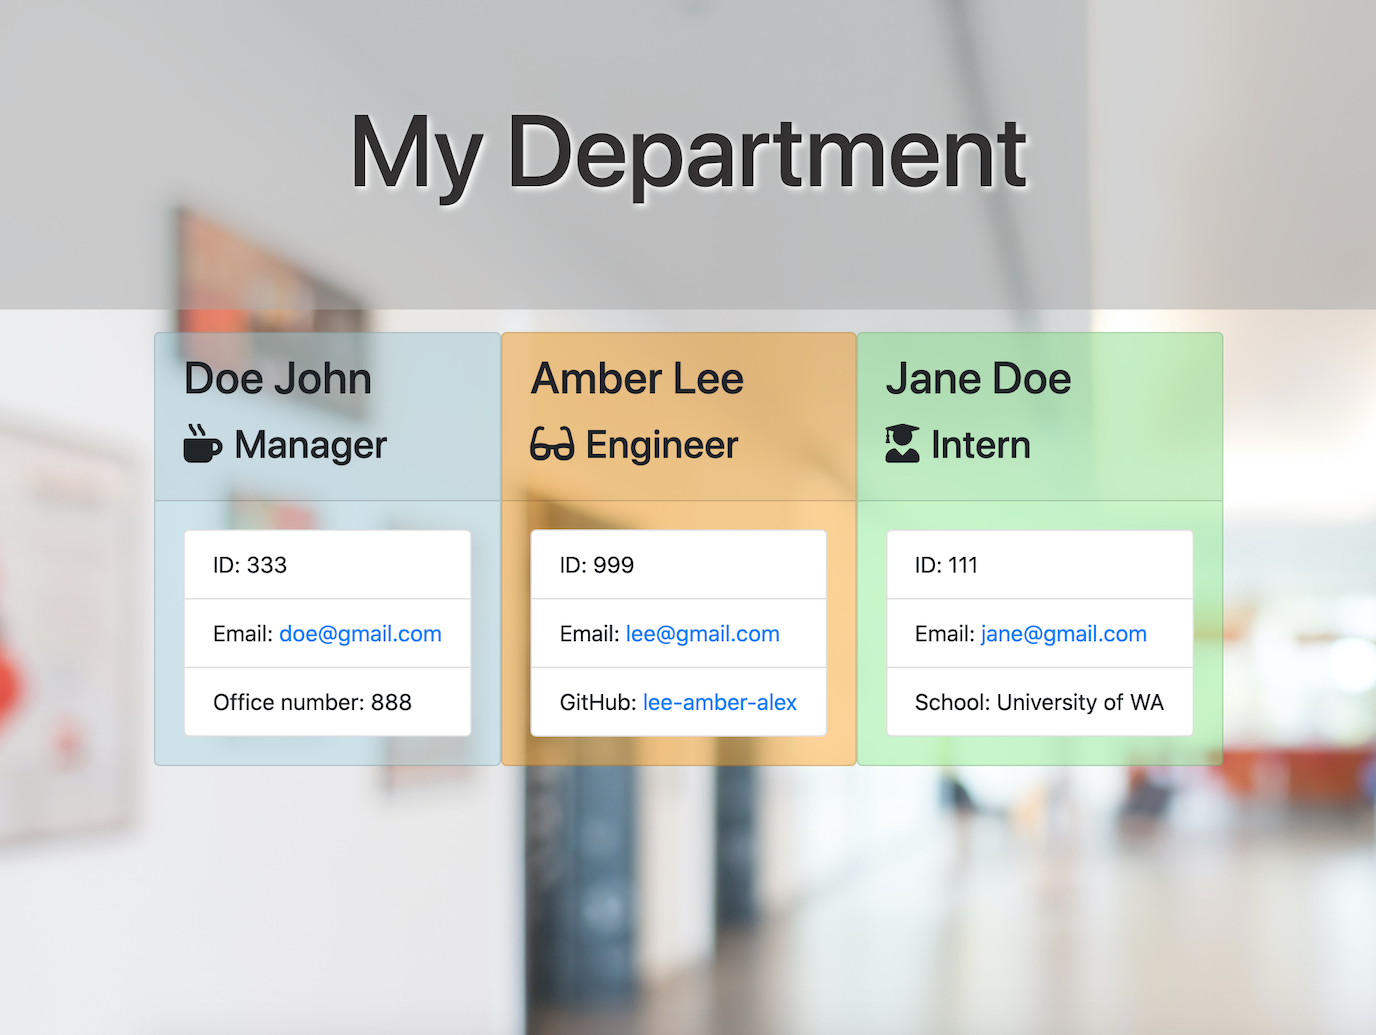 My Department
Doe John
Manager
ID: 333
Email: doe@gmail.com
Office number: 888
Amber Lee
Engineer
ID: 999
Email: lee@gmail.com
GitHub: lee-amber-alex
Jane Doe
Intern
ID: 111
Email: jane@gmail.com
School: University of WA